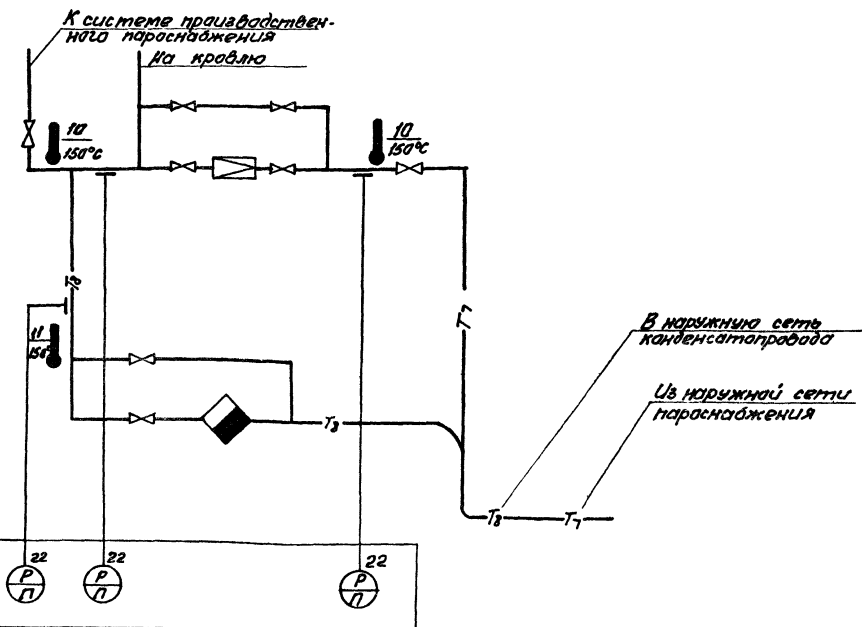 К системе производствен-
ного пароснабжения
На кровлю
10
150°С
10
150°С
Т8
11
150°
Т7
В наружную сеть
конденсатопровода
Из наружной сети
пароснабжения
Т8
Т8
Т7
22
Р
П
22
Р
П
22
Р
П